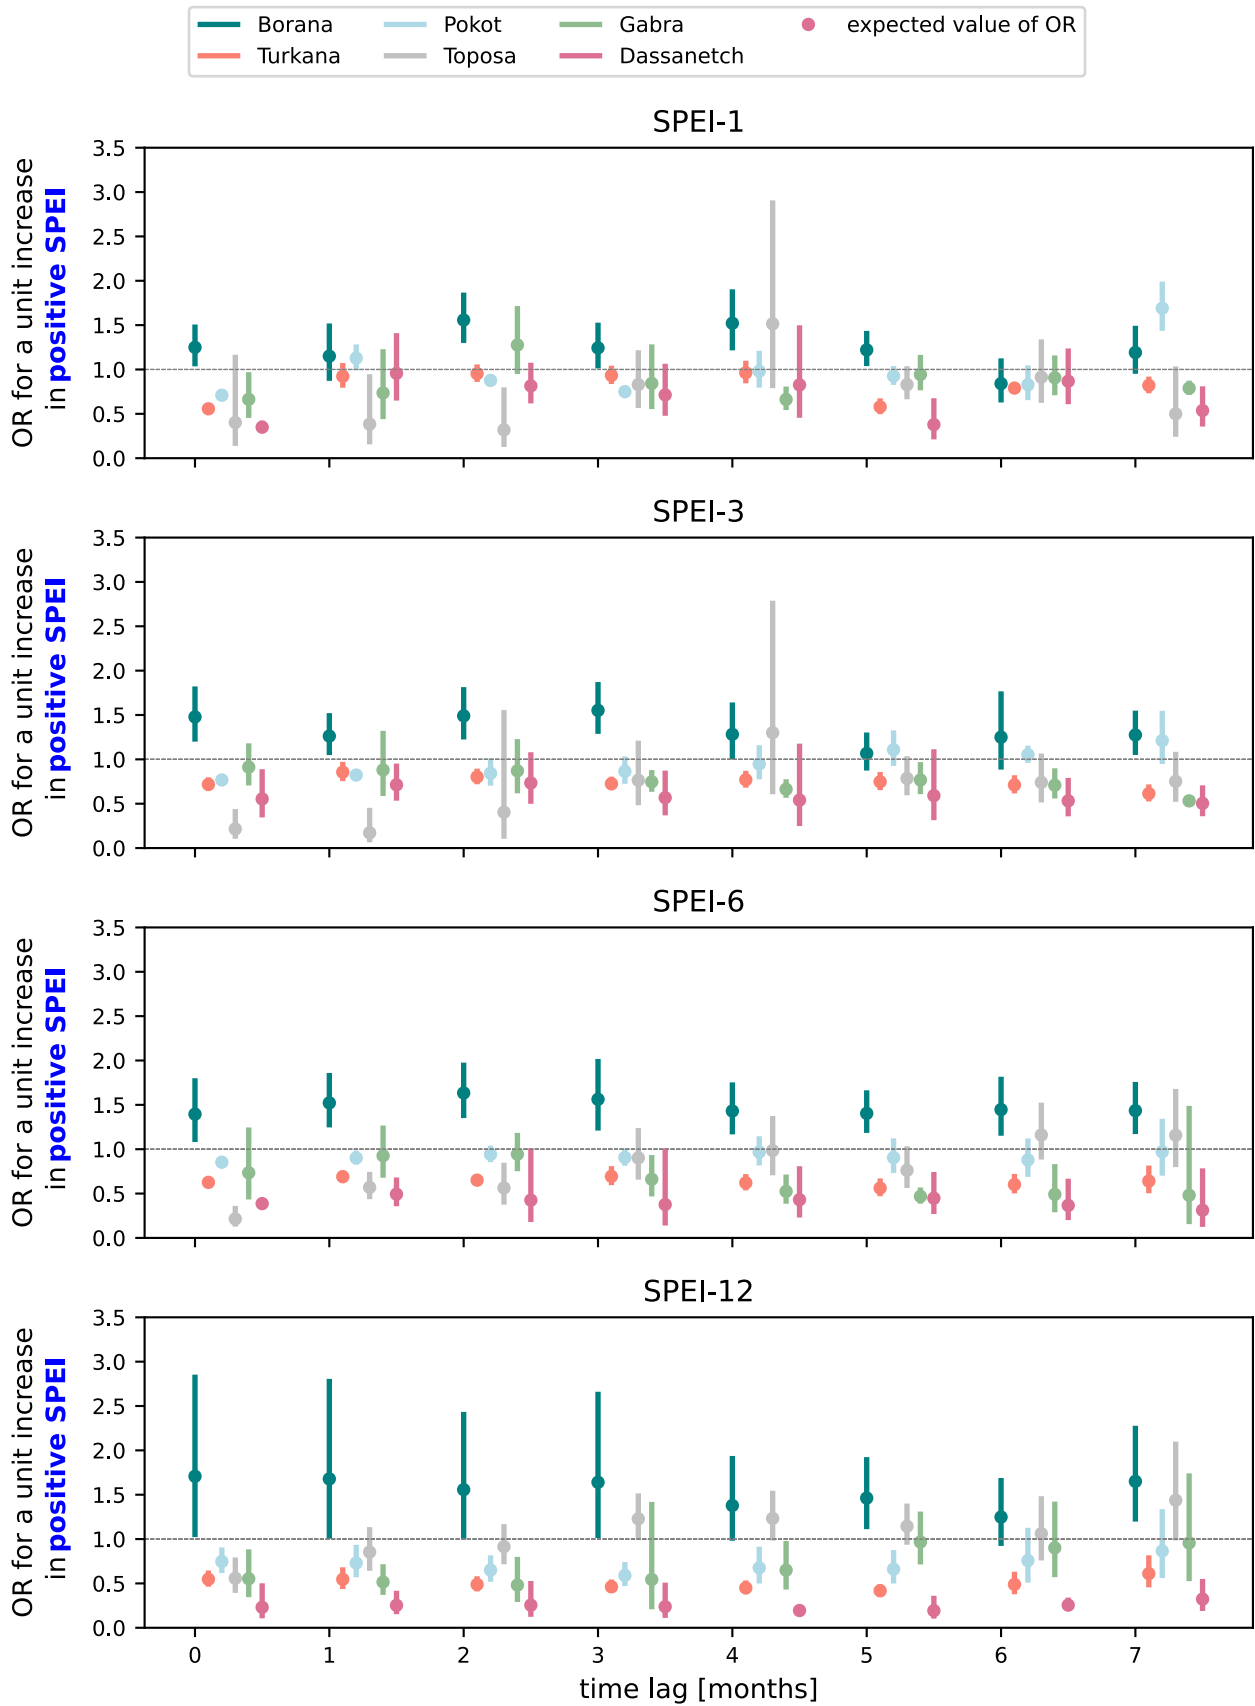 Borana Pokot Gabra expected value of OR
Turkana Toposa Dassanetch
SPEI-1
OR for a unit increase
in positive SPEI
3.5
3.0
2.5
2.0
1.5
1.0
0.5
0.0
SPEI-3
OR for a unit increase
in positive SPEI
3.5
3.0
2.5
2.0
1.5
1.0
0.5
0.0
SPEI-6
OR for a unit increase
in positive SPEI
3.5
3.0
2.5
2.0
1.5
1.0
0.5
0.0
SPEI-12
OR for a unit increase
in positive SPEI
3.5
3.0
2.5
2.0
1.5
1.0
0.5
0.0
0 1 2 3 4 5 6 7
time lag [months]